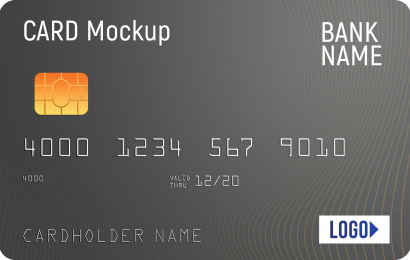 CARD Mockup
BANK
NAME
4000 1234 567 9010
4000
VALID
THRU 12/20
CARDHOLDER NAME
LOGO